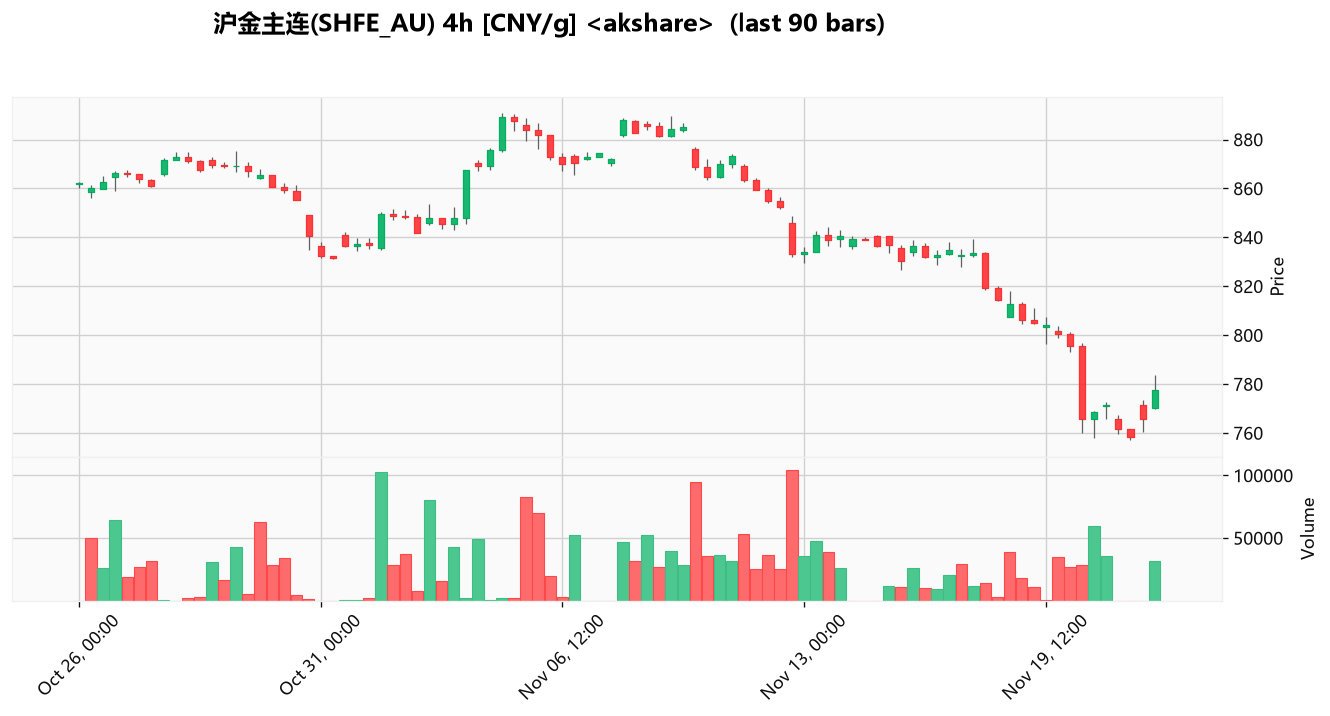 沪金主连(SHFE_AU) 4h [CNY/g] <akshare> (last 90 bars)
880
860
840
820
800
780
760
Price
100000
50000
Volume
Oct 26, 00:00
Oct 31, 00:00
Nov 06, 12:00
Nov 13, 00:00
Nov 19, 12:00